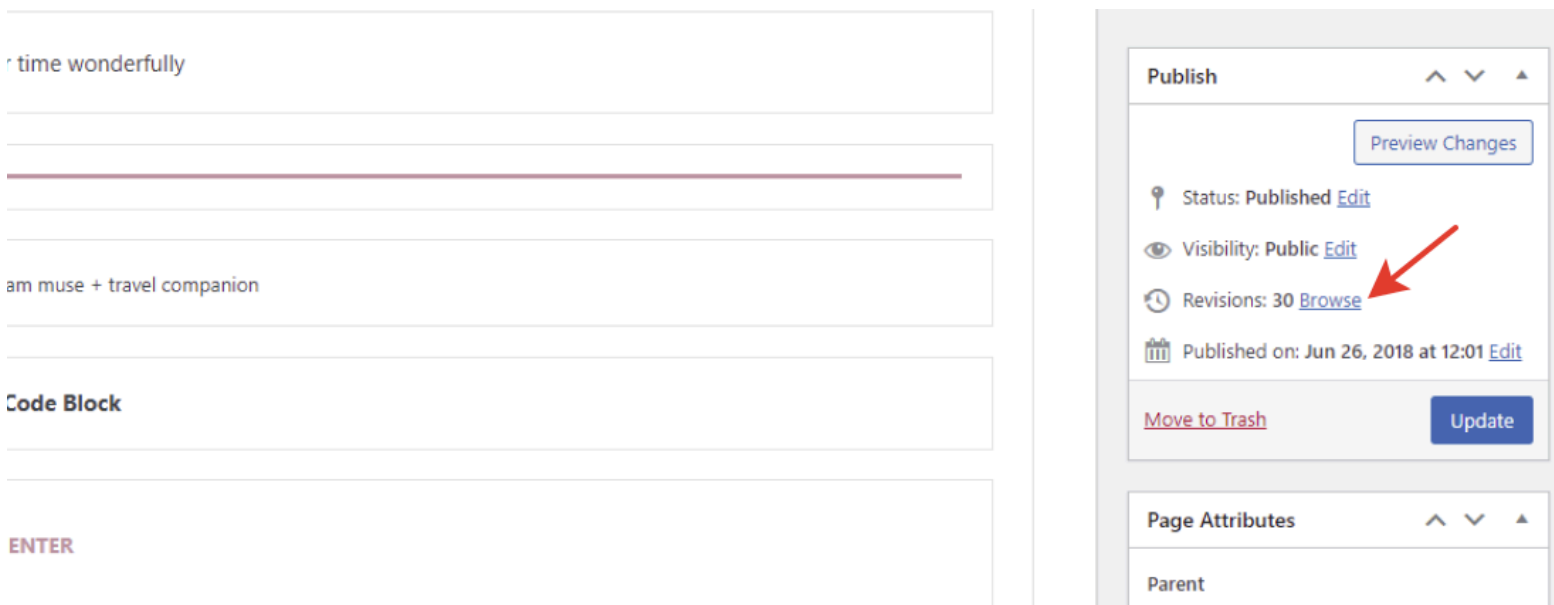 time wonderfully
am muse + travel companion
Code Block
ENTER
Publish
Preview Changes
Status: Published Edit
Visibility: Public Edit
Revisions: 30 Browse
Published on: Jun 26, 2018 at 12:01 Edit
Move to Trash
Update
Page Attributes
Parent